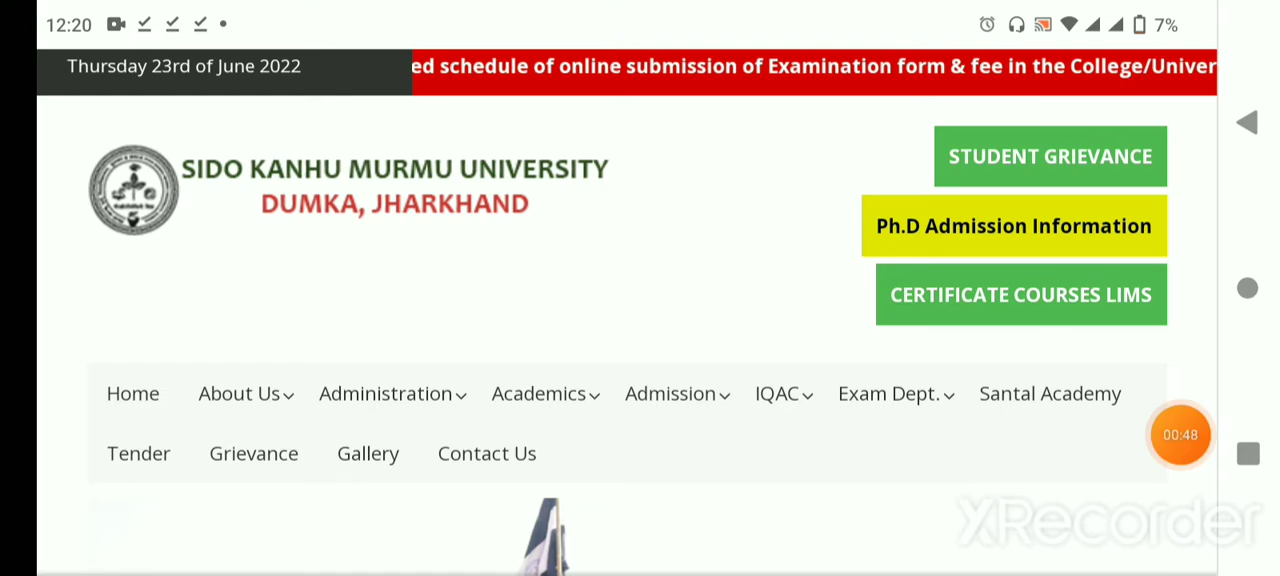 12:20
7%
Thursday 23rd of June 2022
ed schedule of online submission of Examination form & fee in the College/Univer
STUDENT GRIEVANCE
SIDO KANHU MURMU UNIVERSITY
DUMKA, JHARKHAND
Ph.D Admission Information
CERTIFICATE COURSES LIMS
Home About Us Administration Academics Admission IQAC Exam Dept. Santal Academy
Tender Grievance Gallery Contact Us
00:48
XRecorder